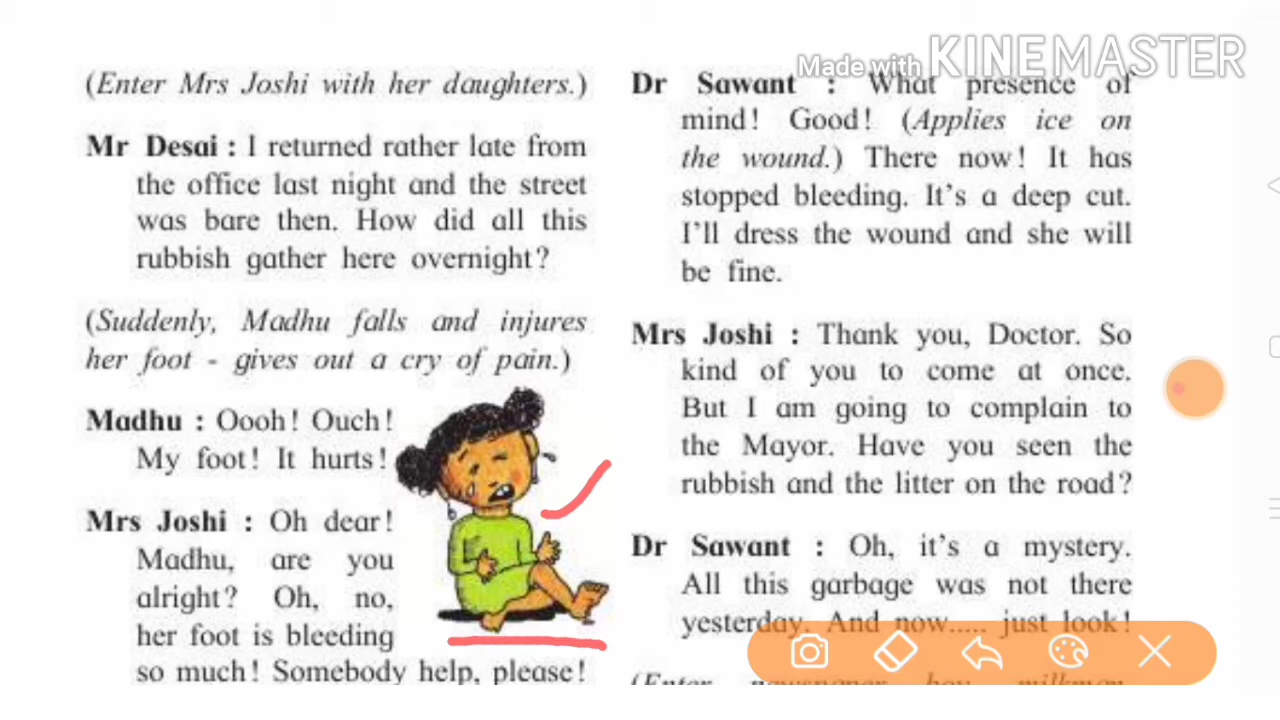 Made with KINEMASTER
(Enter Mrs Joshi with her daughters.)
Mr Desai : I returned rather late from
the office last night and the street
was bare then. How did all this
rubbish gather here overnight?
(Suddenly, Madhu falls and injures
her foot - gives out a cry of pain.)
Madhu : Oooh! Ouch!
My foot! It hurts!
Mrs Joshi : Oh dear!
Madhu, are you
alright? Oh, no,
her foot is bleeding
so much! Somebody help, please!
Dr Sawant : What presence of
mind! Good! (Applies ice on
the wound.) There now! It has
stopped bleeding. It's a deep cut.
I'll dress the wound and she will
be fine.
Mrs Joshi : Thank you, Doctor. So
kind of you to come at once.
But I am going to complain to
the Mayor. Have you seen the
rubbish and the litter on the road?
Dr Sawant : Oh, it's a mystery.
All this garbage was not there
yesterday. And now..... just look!
(Enter